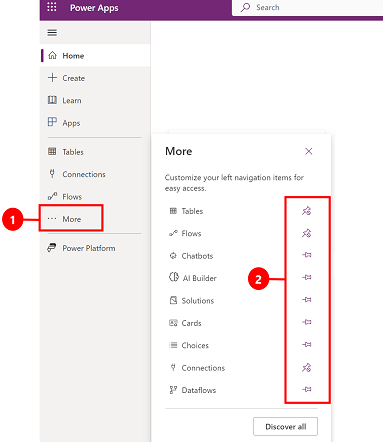 Power Apps
Search
Home
Create
Learn
Apps
Tables
Connections
Flows
1
More
Power Platform
More
Customize your left navigation items for
easy access.
Tables
Flows
Chatbots
AI Builder
2
Solutions
Cards
Choices
Connections
Dataflows
Discover all